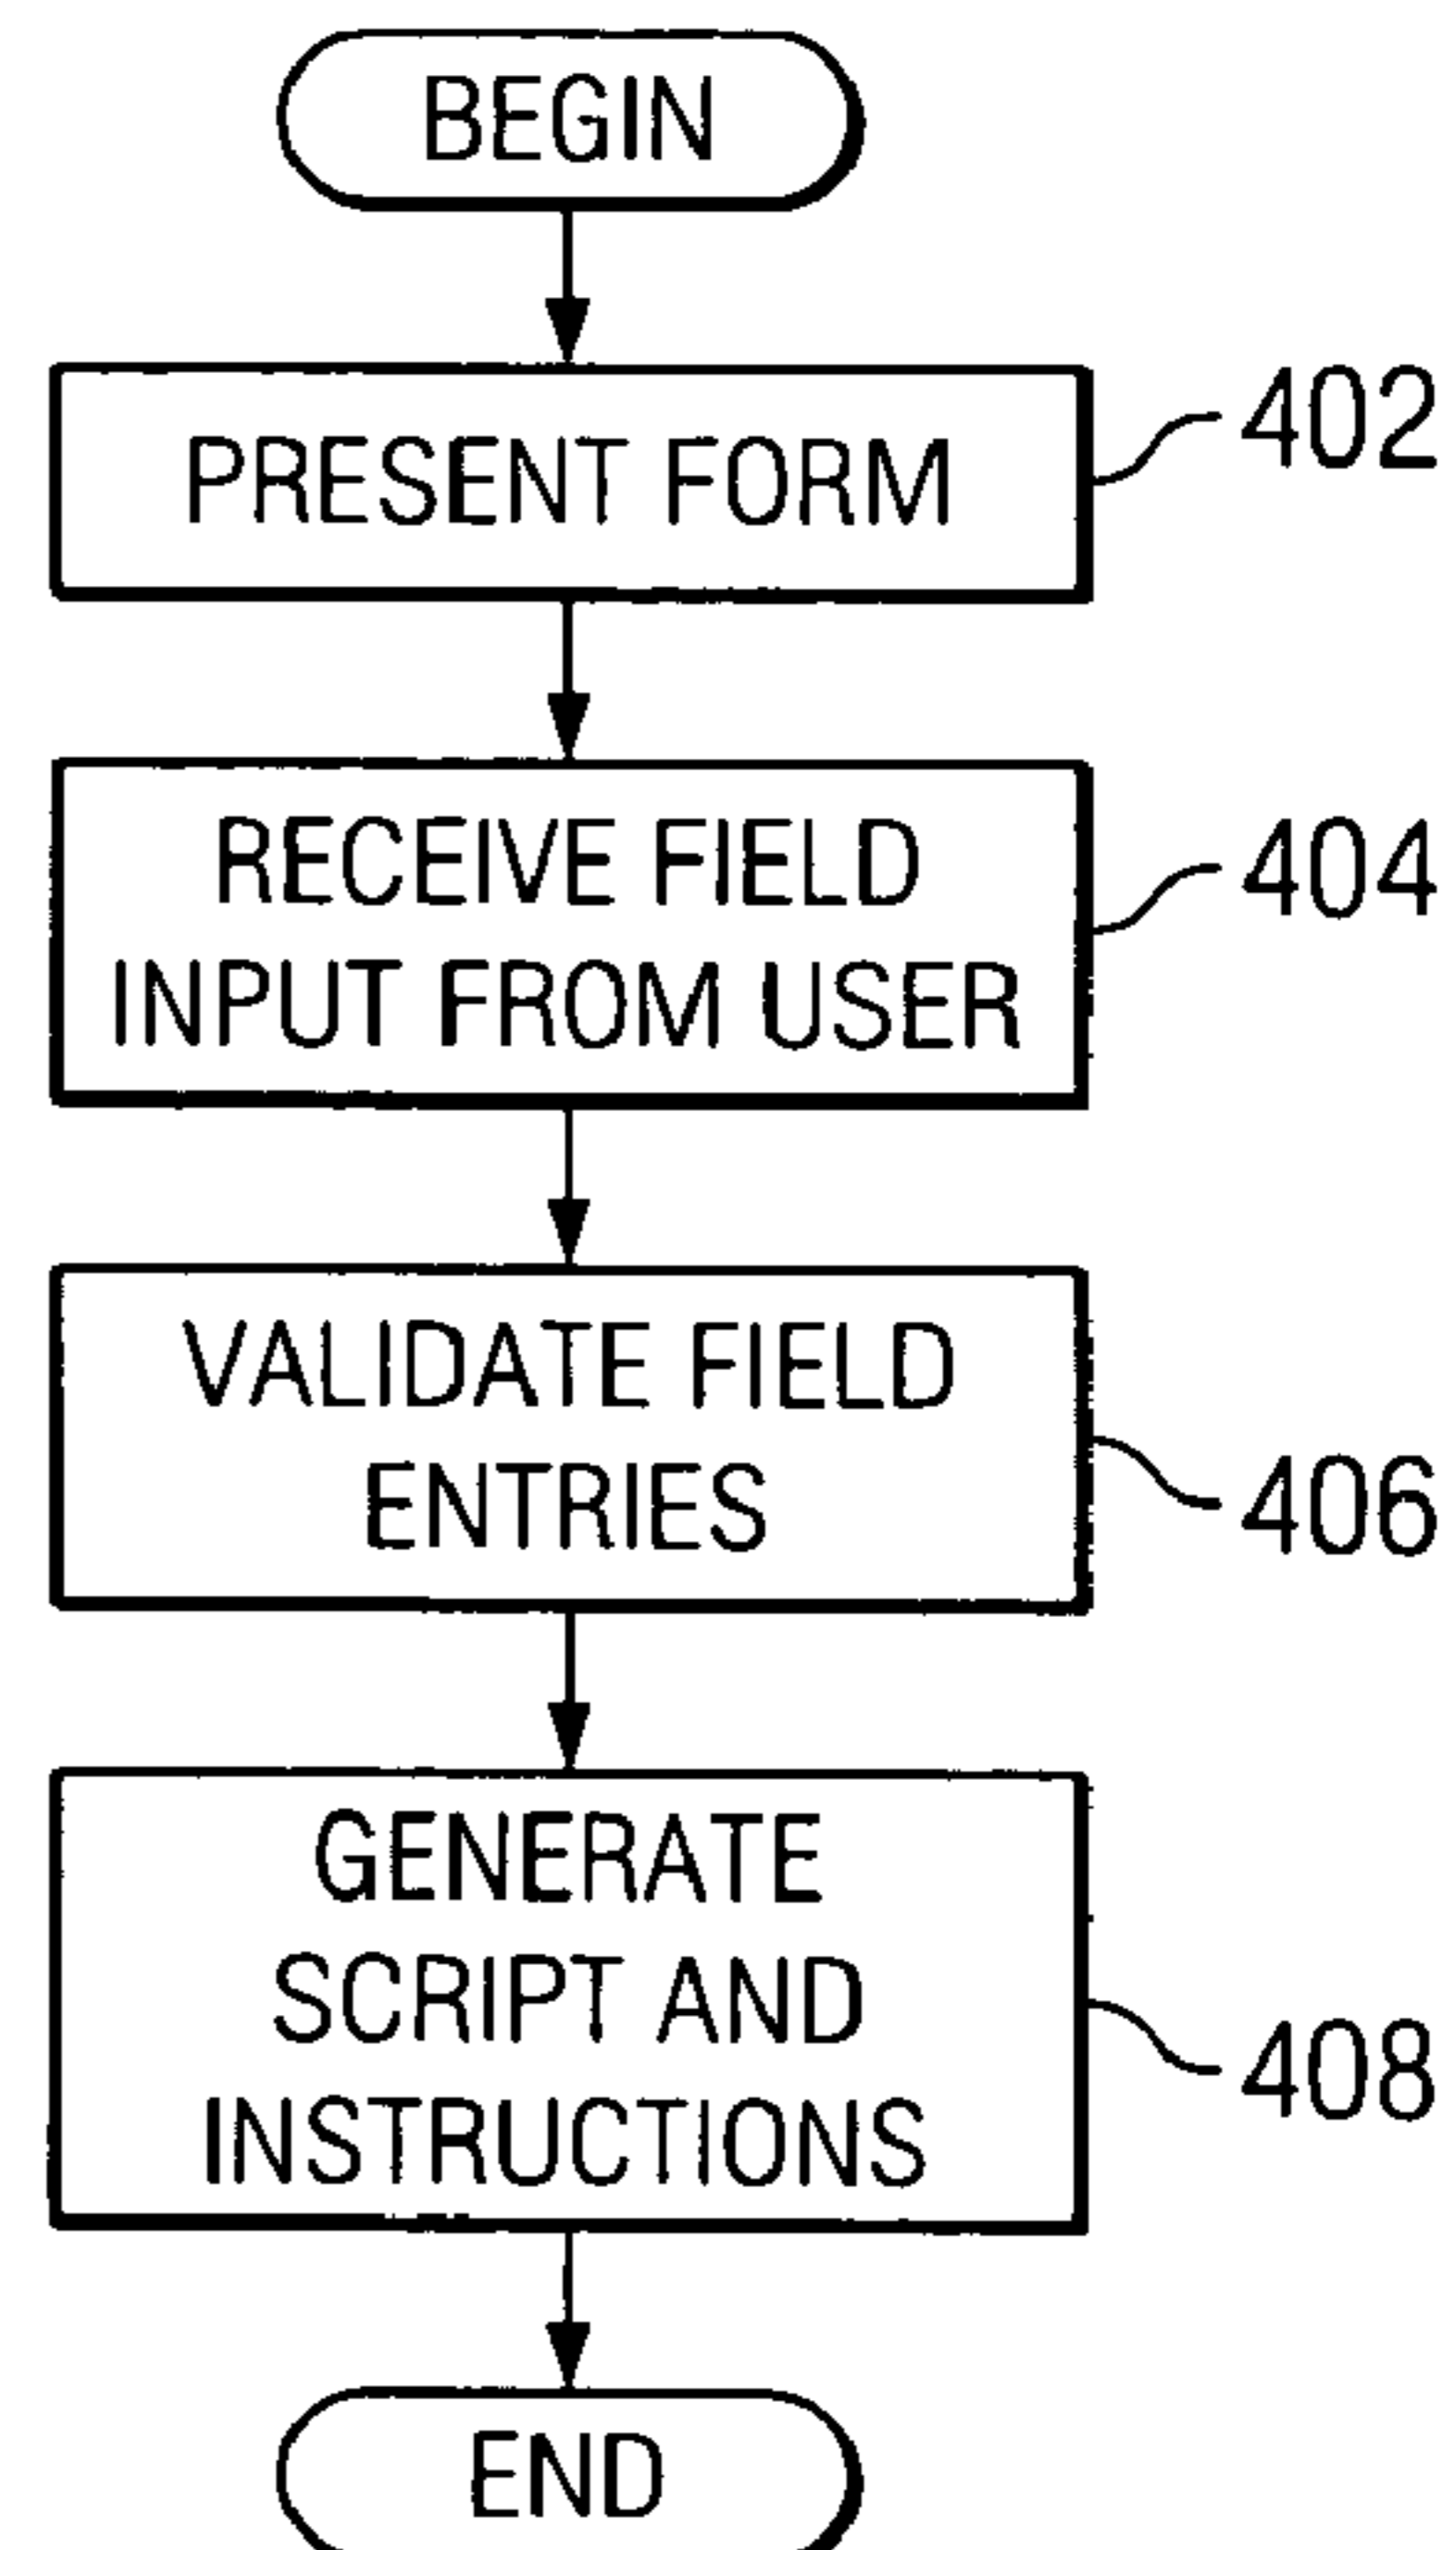 BEGIN
PRESENT FORM
402
RECEIVE FIELD
INPUT FROM USER
404
VALIDATE FIELD
ENTRIES
406
GENERATE
SCRIPT AND
INSTRUCTIONS
408
END